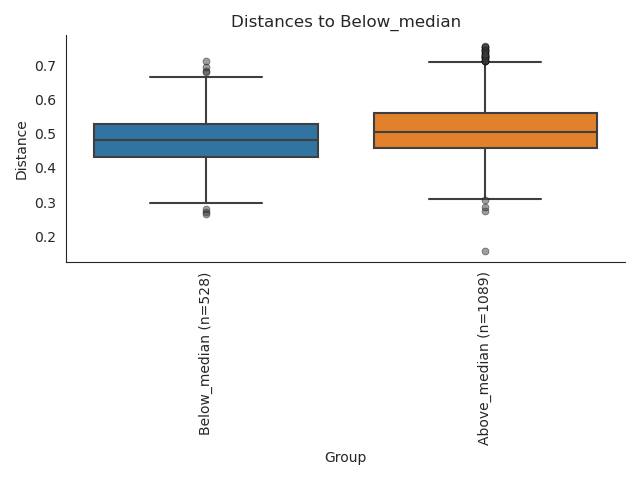 Distances to Below_median
Distance
0.7
0.6
0.5
0.4
0.3
0.2
Below_median (n=528)
Above_median (n=1089)
Group